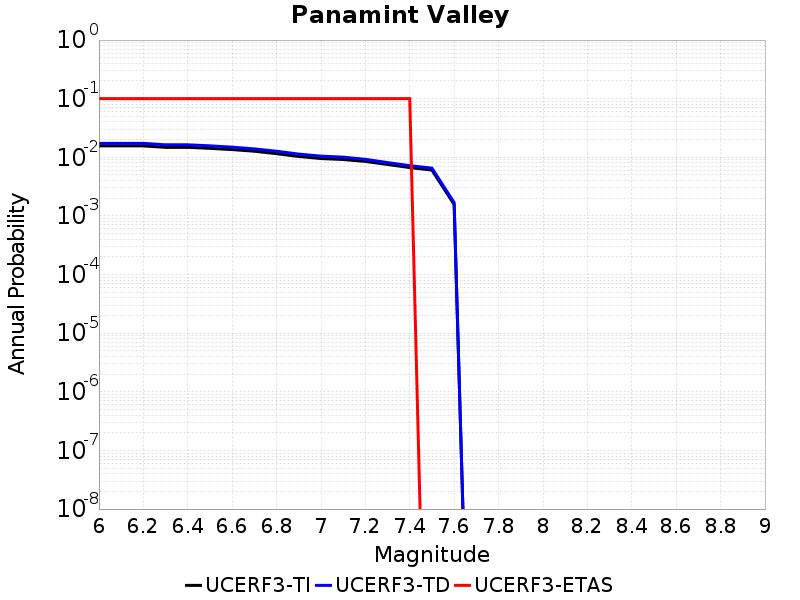 Panamint Valley
Annual Probability
10^0
10^-1
10^-2
10^-3
10^-4
10^-5
10^-6
10^-7
10^-8
6 6.2 6.4 6.6 6.8 7 7.2 7.4 7.6 7.8 8 8.2 8.4 8.6 8.8 9
Magnitude
UCERF3-TI UCERF3-TD UCERF3-ETAS